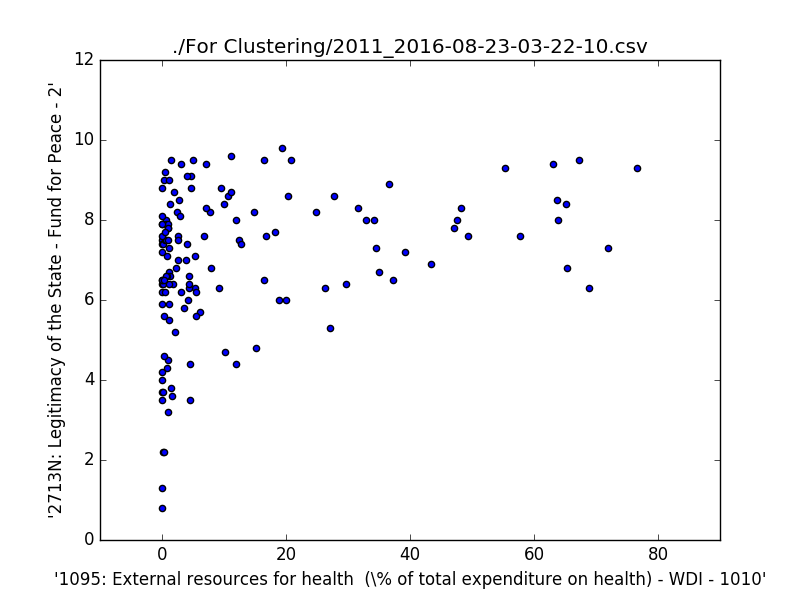 ./For Clustering/2011_2016-08-23-03-22-10.csv
12
10
8
6
4
2
0
'2713N: Legitimacy of the State - Fund for Peace - 2'
0 20 40 60 80
'1095: External resources for health  (\% of total expenditure on health) - WDI - 1010'